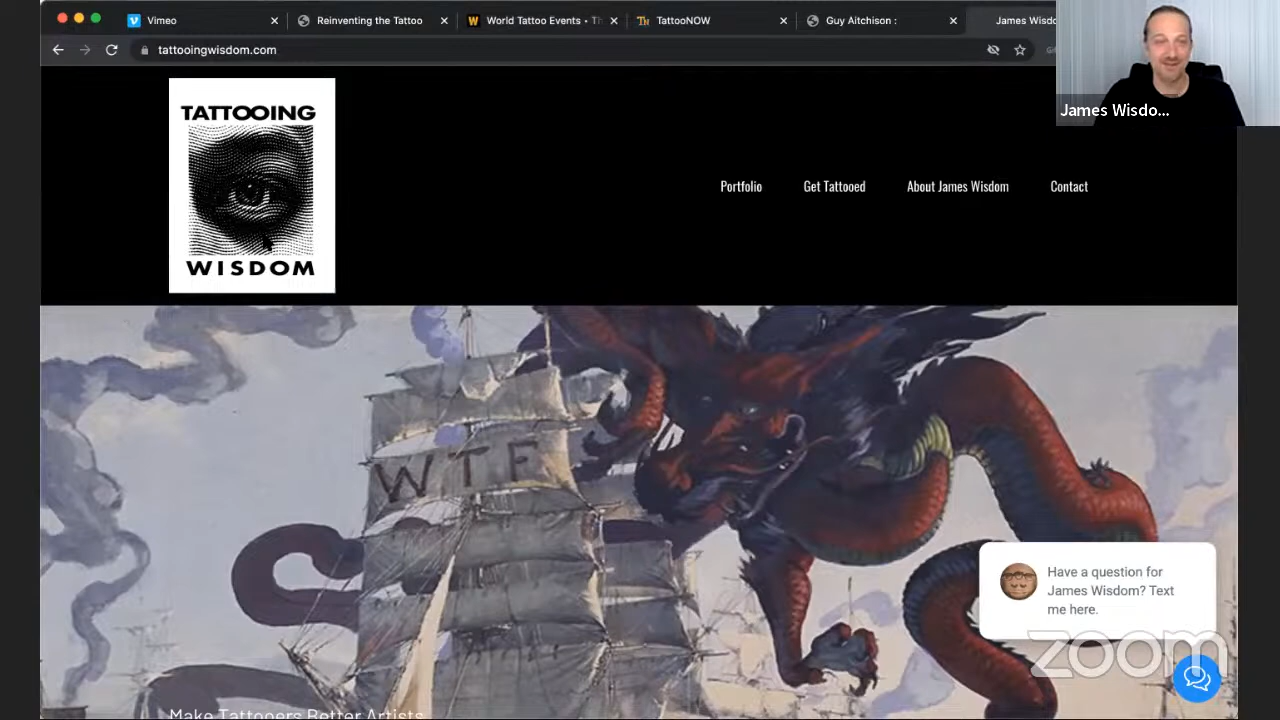 Vimeo
Reinventing the Tattoo
World Tattoo Events • Th
TH TattooNOW
Guy Aitchison :
James Wisdo
tattooingwisdom.com
James Wisdo...
TATTOOING
WISDOM
Portfolio
Get Tattooed
About James Wisdom
Contact
WTF
Have a question for
James Wisdom? Text
me here.
zoom
Make Tattooers Better Artists